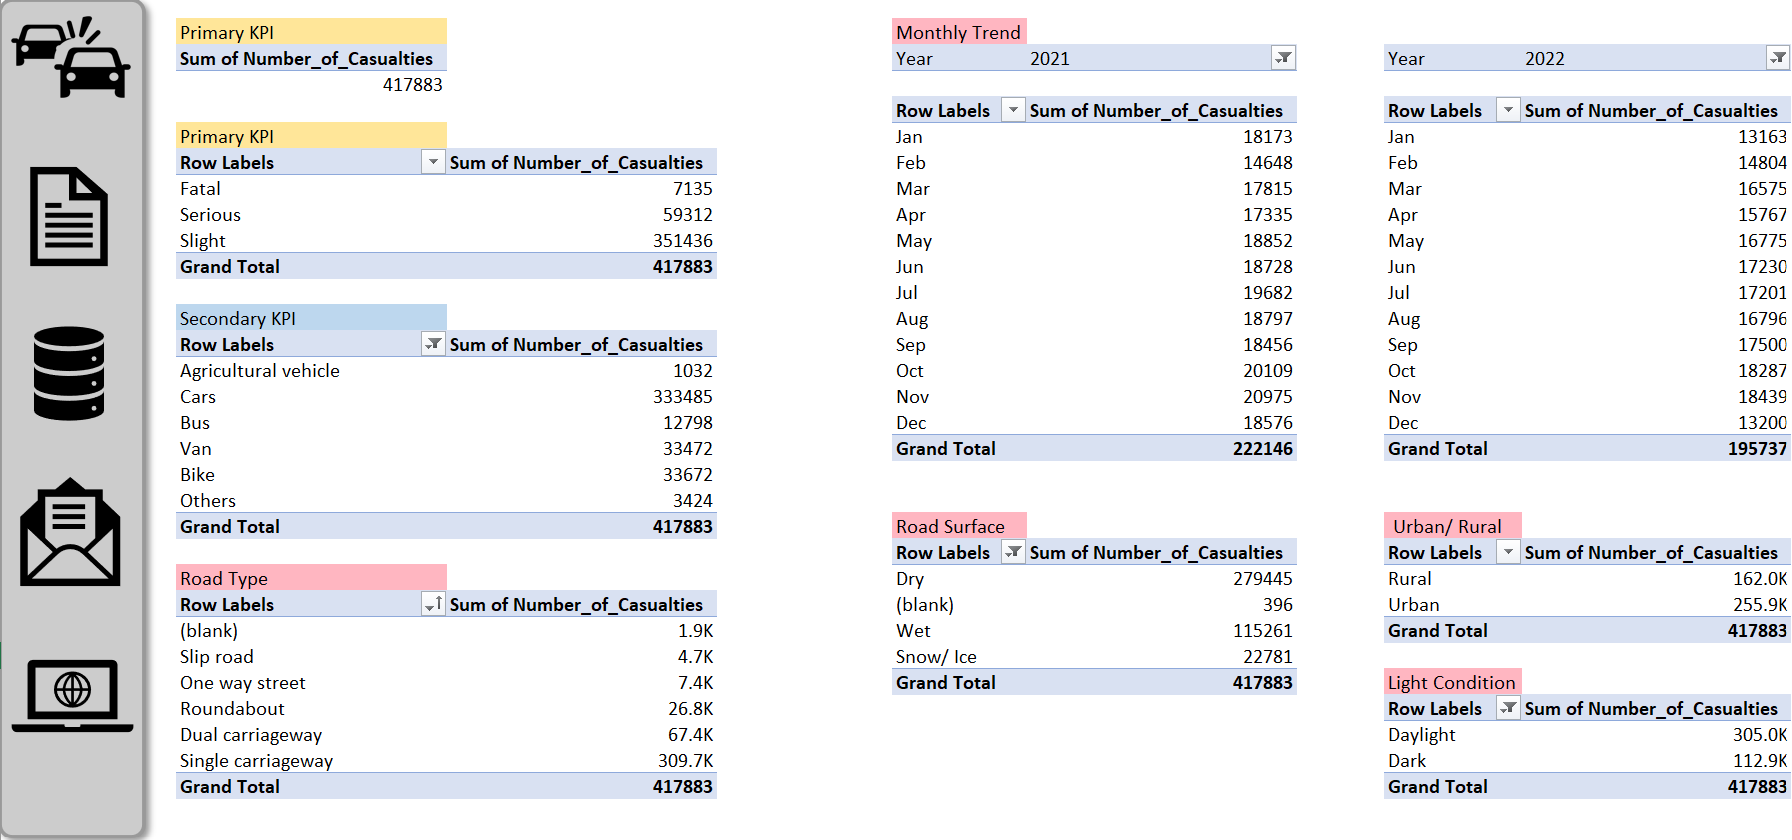 Primary KPI
Sum of Number_of_Casualties
417883
Primary KPI
Row Labels Sum of Number_of_Casualties
Fatal 7135
Serious 59312
Slight 351436
Grand Total 417883
Secondary KPI
Row Labels Sum of Number_of_Casualties
Agricultural vehicle 1032
Cars 333485
Bus 12798
Van 33472
Bike 33672
Others 3424
Grand Total 417883
Road Type
Row Labels Sum of Number_of_Casualties
(blank) 1.9K
Slip road 4.7K
One way street 7.4K
Roundabout 26.8K
Dual carriageway 67.4K
Single carriageway 309.7K
Grand Total 417883
Monthly Trend
Year 2021
Row Labels Sum of Number_of_Casualties
Jan 18173
Feb 14648
Mar 17815
Apr 17335
May 18852
Jun 18728
Jul 19682
Aug 18797
Sep 18456
Oct 20109
Nov 20975
Dec 18576
Grand Total 222146
Year 2022
Row Labels Sum of Number_of_Casualties
Jan 13163
Feb 14804
Mar 16575
Apr 15767
May 16775
Jun 17230
Jul 17201
Aug 16796
Sep 17500
Oct 18287
Nov 18439
Dec 13200
Grand Total 195737
Road Surface
Row Labels Sum of Number_of_Casualties
Dry 279445
(blank) 396
Wet 115261
Snow/ Ice 22781
Grand Total 417883
Urban/ Rural
Row Labels Sum of Number_of_Casualties
Rural 162.0K
Urban 255.9K
Grand Total 417883
Light Condition
Row Labels Sum of Number_of_Casualties
Daylight 305.0K
Dark 112.9K
Grand Total 417883